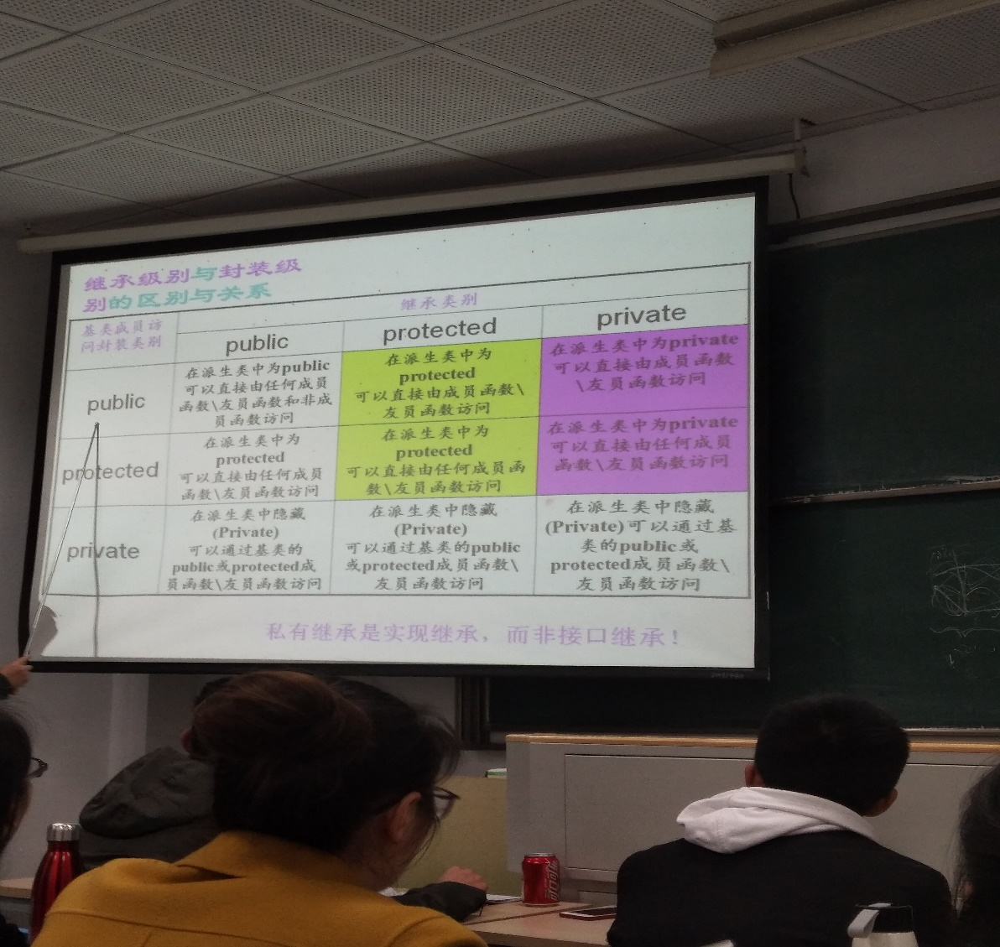 继承级别与封装级
别的区别与关系
继承类别
基类成员访
问封装类别
public
protected
private
public
在派生类中为public
可以直接由任何成员
函数\友员函数和非成
员函数访问
在派生类中为
protected
可以直接由成员函数\
友员函数访问
在派生类中为private
可以直接由成员函数
\友员函数访问
protected
在派生类中为
protected
可以直接由任何成员
函数\友员函数访问
在派生类中为
protected
可以直接由任何成员函
数\友员函数访问
在派生类中为private
可以直接由任何成员
函数\友员函数访问
private
在派生类中隐藏
(Private)
可以通过基类的
public或protected成
员函数\友员函数访问
在派生类中隐藏
(Private)
可以通过基类的public
或protected成员函数\
友员函数访问
在派生类中隐藏
(Private)可以通过基
类的public或
protected成员函数\
友员函数访问
私有继承是实现继承，而非接口继承！
可口可乐